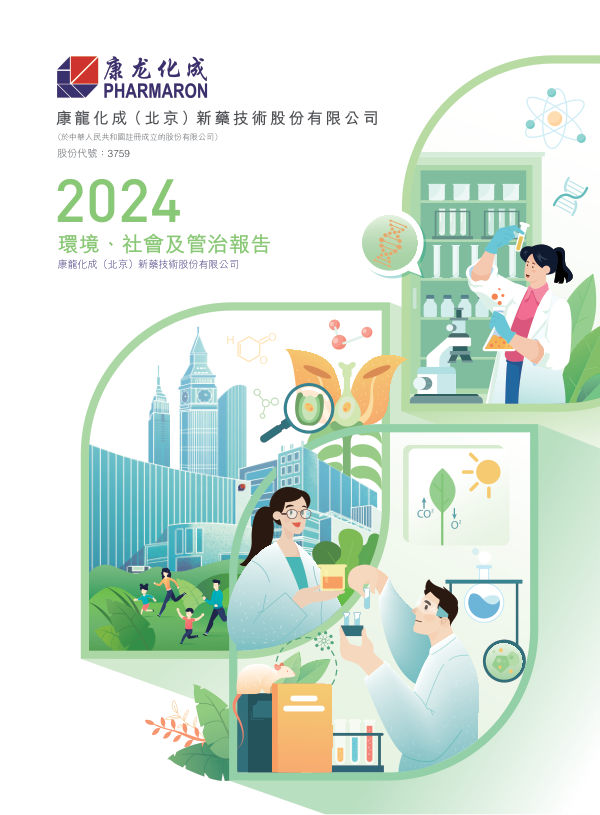 康龙化成
PHARMARON
康龍化成（北京）新藥技術股份有限公司
（於中華人民共和國註冊成立的股份有限公司）
股份代號：3759
2024
環境、社會及管治報告
康龍化成（北京）新藥技術股份有限公司
H
O
O
CO²
O²